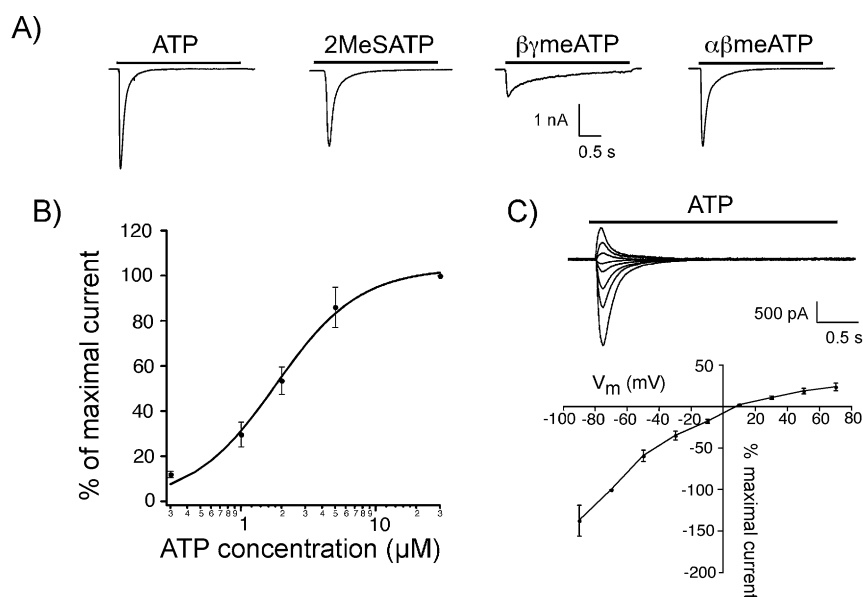 A)
ATP 2MeSATP βγmeATP αβmeATP
1 nA
0.5 s
B)
120
100
80
60
40
20
0
% of maximal current
3 4 5 6 7 8 9 1 2 3 4 5 6 7 8 9 10 2 3
ATP concentration (µM)
C)
ATP
500 pA
0.5 s
50
Vm (mV)
-100 -80 -60 -40 -20 0 20 40 60 80
-50
-100
-150
-200
% maximal current